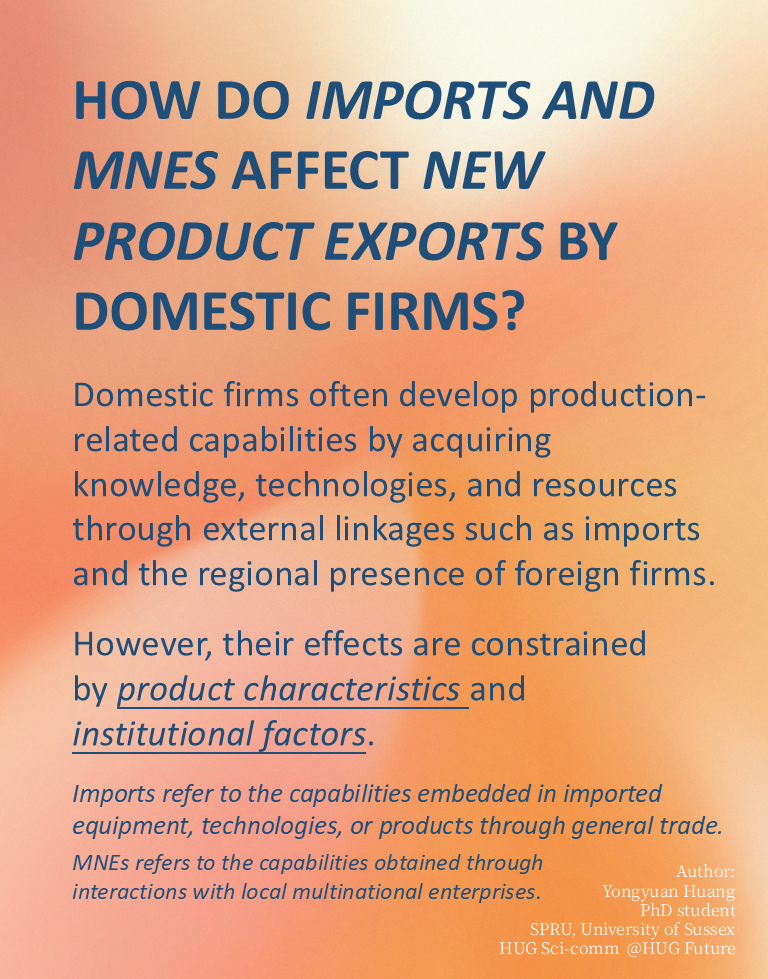 HOW DO IMPORTS AND
MNES AFFECT NEW
PRODUCT EXPORTS BY
DOMESTIC FIRMS?
Domestic firms often develop production-
related capabilities by acquiring
knowledge, technologies, and resources
through external linkages such as imports
and the regional presence of foreign firms.
However, their effects are constrained
by product characteristics and
institutional factors.
Imports refer to the capabilities embedded in imported
equipment, technologies, or products through general trade.
MNEs refers to the capabilities obtained through
interactions with local multinational enterprises.
Author:
Yongyuan Huang
PhD student
SPRU, University of Sussex
HUG Sci-comm @HUG Future